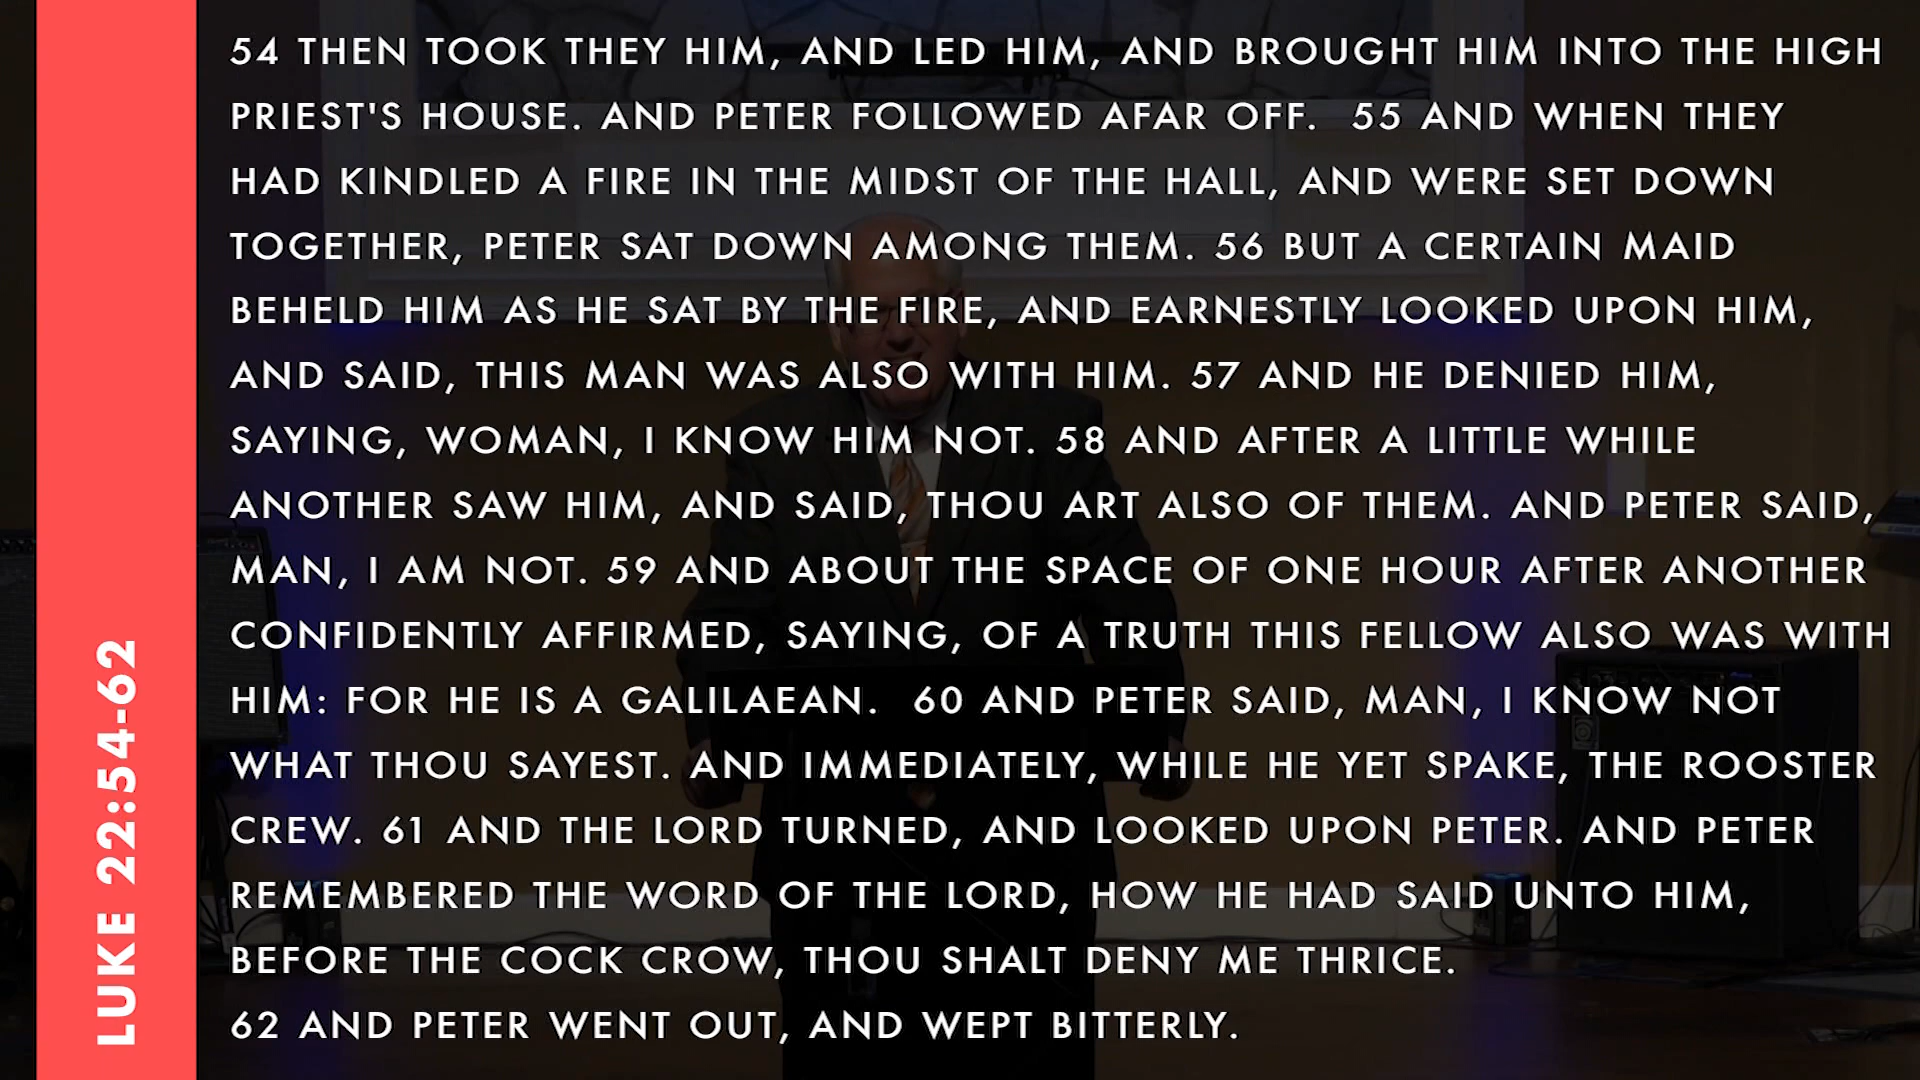 LUKE 22:54-62
54 THEN TOOK THEY HIM, AND LED HIM, AND BROUGHT HIM INTO THE HIGH
PRIEST'S HOUSE. AND PETER FOLLOWED AFAR OFF.  55 AND WHEN THEY
HAD KINDLED A FIRE IN THE MIDST OF THE HALL, AND WERE SET DOWN
TOGETHER, PETER SAT DOWN AMONG THEM. 56 BUT A CERTAIN MAID
BEHELD HIM AS HE SAT BY THE FIRE, AND EARNESTLY LOOKED UPON HIM,
AND SAID, THIS MAN WAS ALSO WITH HIM. 57 AND HE DENIED HIM,
SAYING, WOMAN, I KNOW HIM NOT. 58 AND AFTER A LITTLE WHILE
ANOTHER SAW HIM, AND SAID, THOU ART ALSO OF THEM. AND PETER SAID,
MAN, I AM NOT. 59 AND ABOUT THE SPACE OF ONE HOUR AFTER ANOTHER
CONFIDENTLY AFFIRMED, SAYING, OF A TRUTH THIS FELLOW ALSO WAS WITH
HIM: FOR HE IS A GALILAEAN.  60 AND PETER SAID, MAN, I KNOW NOT
WHAT THOU SAYEST. AND IMMEDIATELY, WHILE HE YET SPAKE, THE ROOSTER
CREW. 61 AND THE LORD TURNED, AND LOOKED UPON PETER. AND PETER
REMEMBERED THE WORD OF THE LORD, HOW HE HAD SAID UNTO HIM,
BEFORE THE COCK CROW, THOU SHALT DENY ME THRICE.
62 AND PETER WENT OUT, AND WEPT BITTERLY.